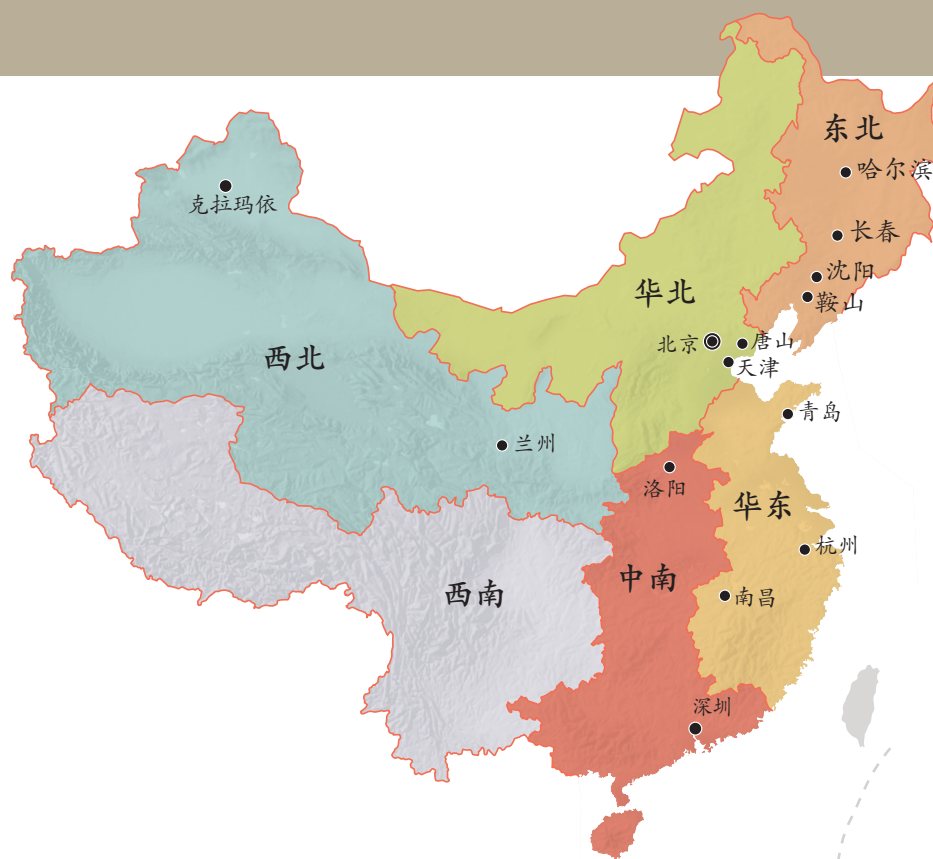 东北
哈尔滨
克拉玛依
长春
沈阳
华北
鞍山
北京
唐山
西北
天津
青岛
兰州
洛阳
华东
杭州
中南
西南
南昌
深圳